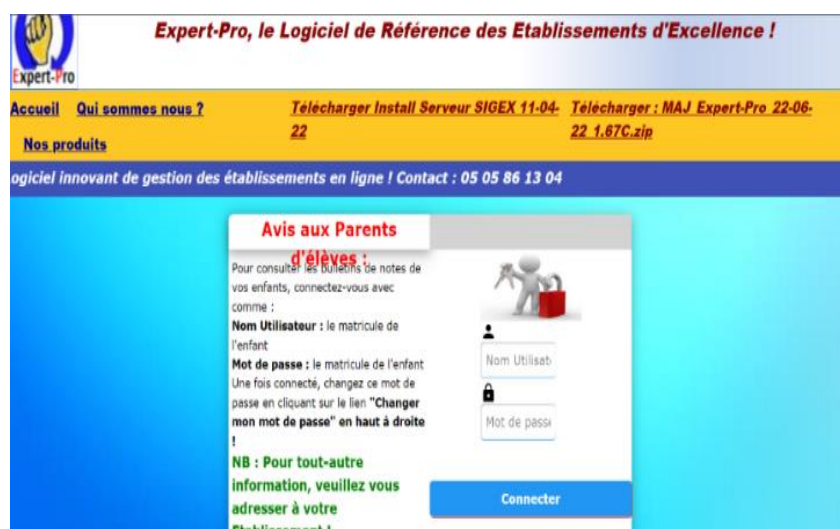 Expert-Pro, le Logiciel de Référence des Etablissements d'Excellence !
Expert-Pro
Accueil Qui sommes nous ?
Nos produits
Télécharger Install Serveur SIGEX 11-04-
22
Télécharger : MAJ Expert-Pro 22-06-
22_1.67C.zip
ogiciel innovant de gestion des établissements en ligne ! Contact : 05 05 86 13 04
Avis aux Parents
d'élèves :
Pour consulter les bulletins de notes de
vos enfants, connectez-vous avec
comme :
Nom Utilisateur : le matricule de
l'enfant
Mot de passe : le matricule de l'enfant
Une fois connecté, changez ce mot de
passe en cliquant sur le lien "Changer
mon mot de passe" en haut à droite
!
NB : Pour tout-autre
information, veuillez vous
adresser à votre
Etablissement !
Nom Utilisat
Mot de passe
Connecter